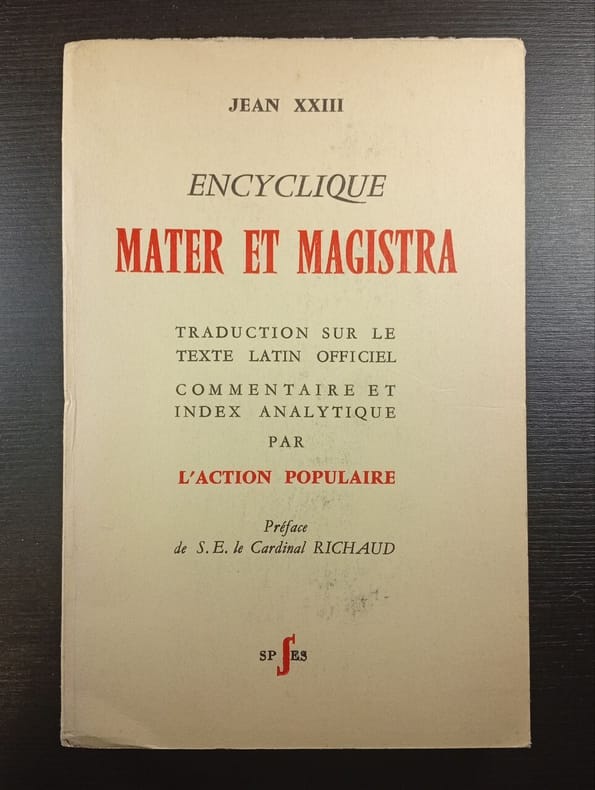 JEAN XXIII
ENCYCLIQUE
MATER ET MAGISTRA
TRADUCTION SUR LE
TEXTE LATIN OFFICIEL
COMMENTAIRE ET
INDEX ANALYTIQUE
PAR
L'ACTION POPULAIRE
Préface
de S. E. le Cardinal RICHAUD
SPES